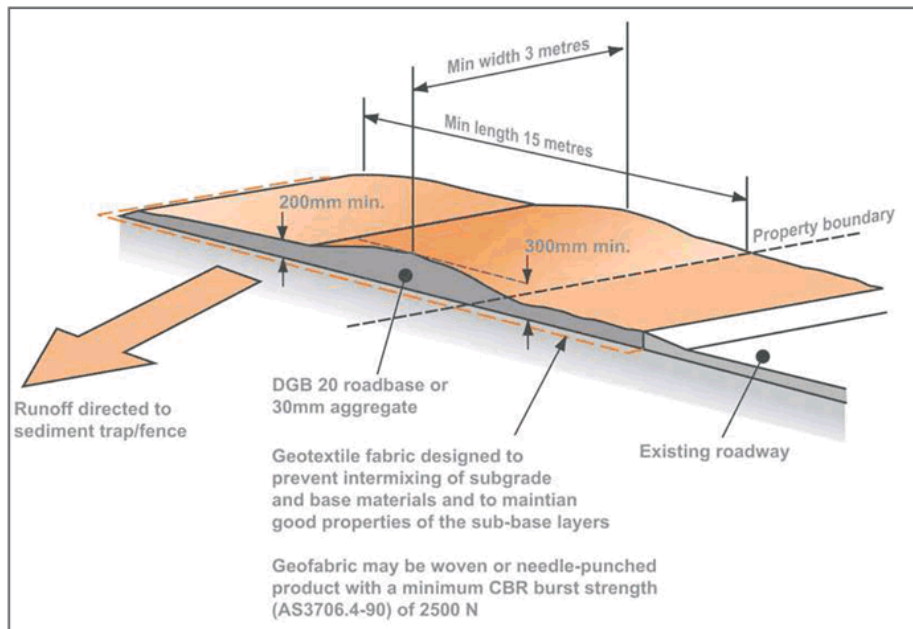 Min width 3 metres
Min length 15 metres
200mm min.
300mm min.
Property boundary
Runoff directed to
sediment trap/fence
DGB 20 roadbase or
30mm aggregate
Existing roadway
Geotextile fabric designed to
prevent intermixing of subgrade
and base materials and to maintian
good properties of the sub-base layers
Geofabric may be woven or needle-punched
product with a minimum CBR burst strength
(AS3706.4-90) of 2500 N